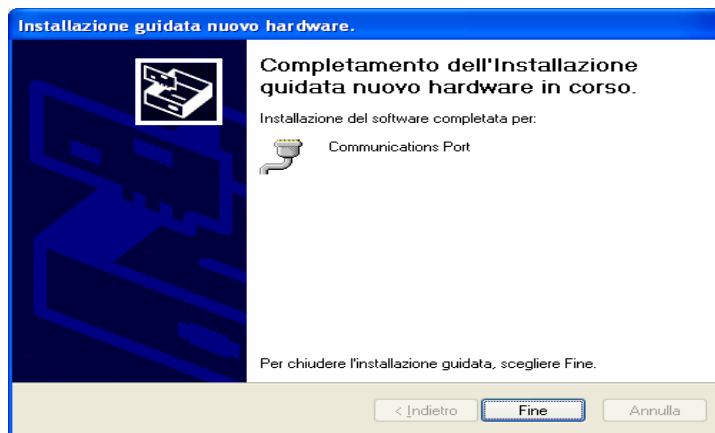 Installazione guidata nuovo hardware.
Completamento dell'Installazione
guidata nuovo hardware in corso.
Installazione del software completata per:
Communications Port
Per chiudere l'installazione guidata, scegliere Fine.
< Indietro
Fine
Annulla